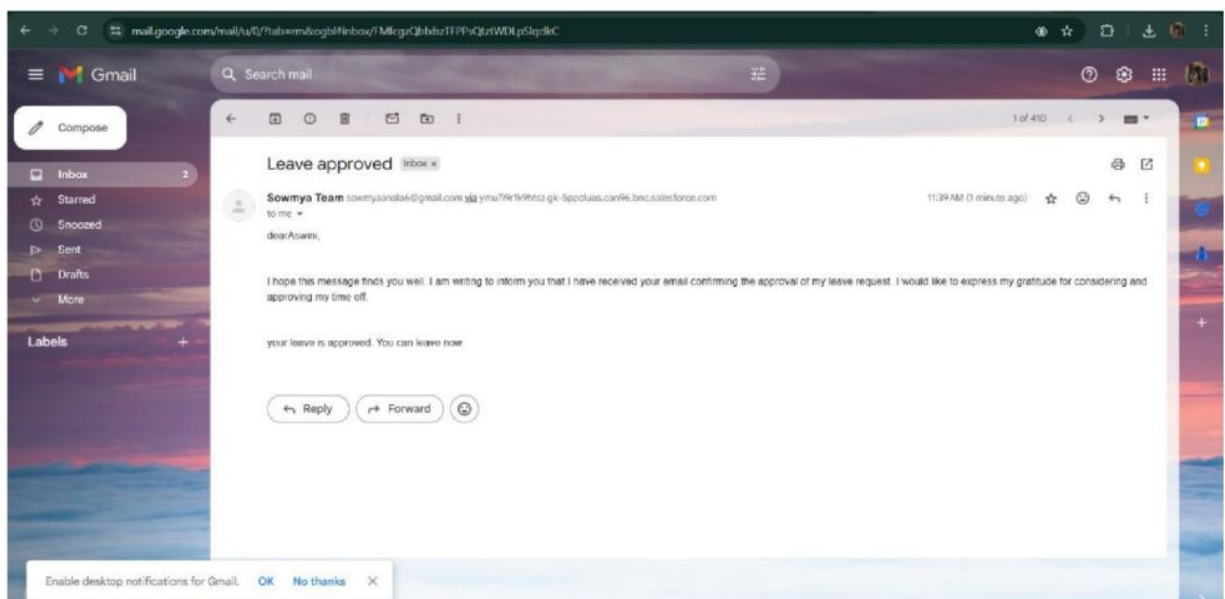 Gmail
Search mail
Compose
1 of 410
Leave approved Inbox ×
Inbox 2
Sowmya Team via
11:39 AM (1 minute ago)
Starred
to me
Snoozed
dearAswini,
Sent
Drafts
I hope this message finds you well. I am writing to inform you that I have received your email confirming the approval of my leave request. I would like to express my gratitude for considering and
More
approving my time off.
Labels +
your leave is approved. You can leave now
Reply Forward
Enable desktop notifications for Gmail. OK No thanks ×